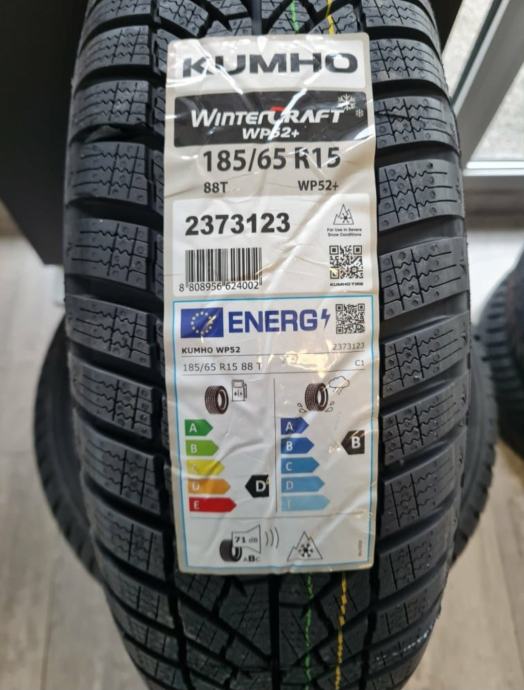 KUMHO
WINTERCRAFT
WP52+
185/65 R15
88T WP52+
2373123
For Use in Severe
Snow Conditions
8 808956 624002
KUMHO TIRE
ENERG
KUMHO WP52 2373123
185/65 R15 88 T C1
A A
B B B
C
D D D
E
71 dB
ABC